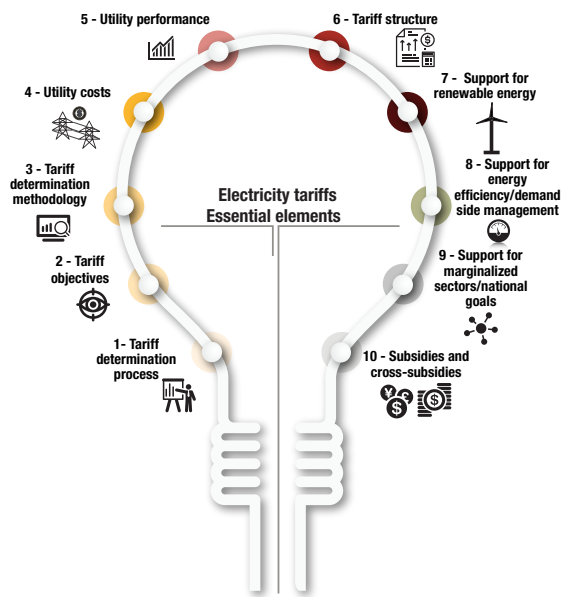 5 - Utility performance
6 - Tariff structure
4 - Utility costs
7 - Support for
renewable energy
3 - Tariff
determination
methodology
8 - Support for
energy
efficiency/demand
side management
Electricity tariffs
Essential elements
2 - Tariff
objectives
9 - Support for
marginalized
sectors/national
goals
1- Tariff
determination
process
10 - Subsidies and
cross-subsidies